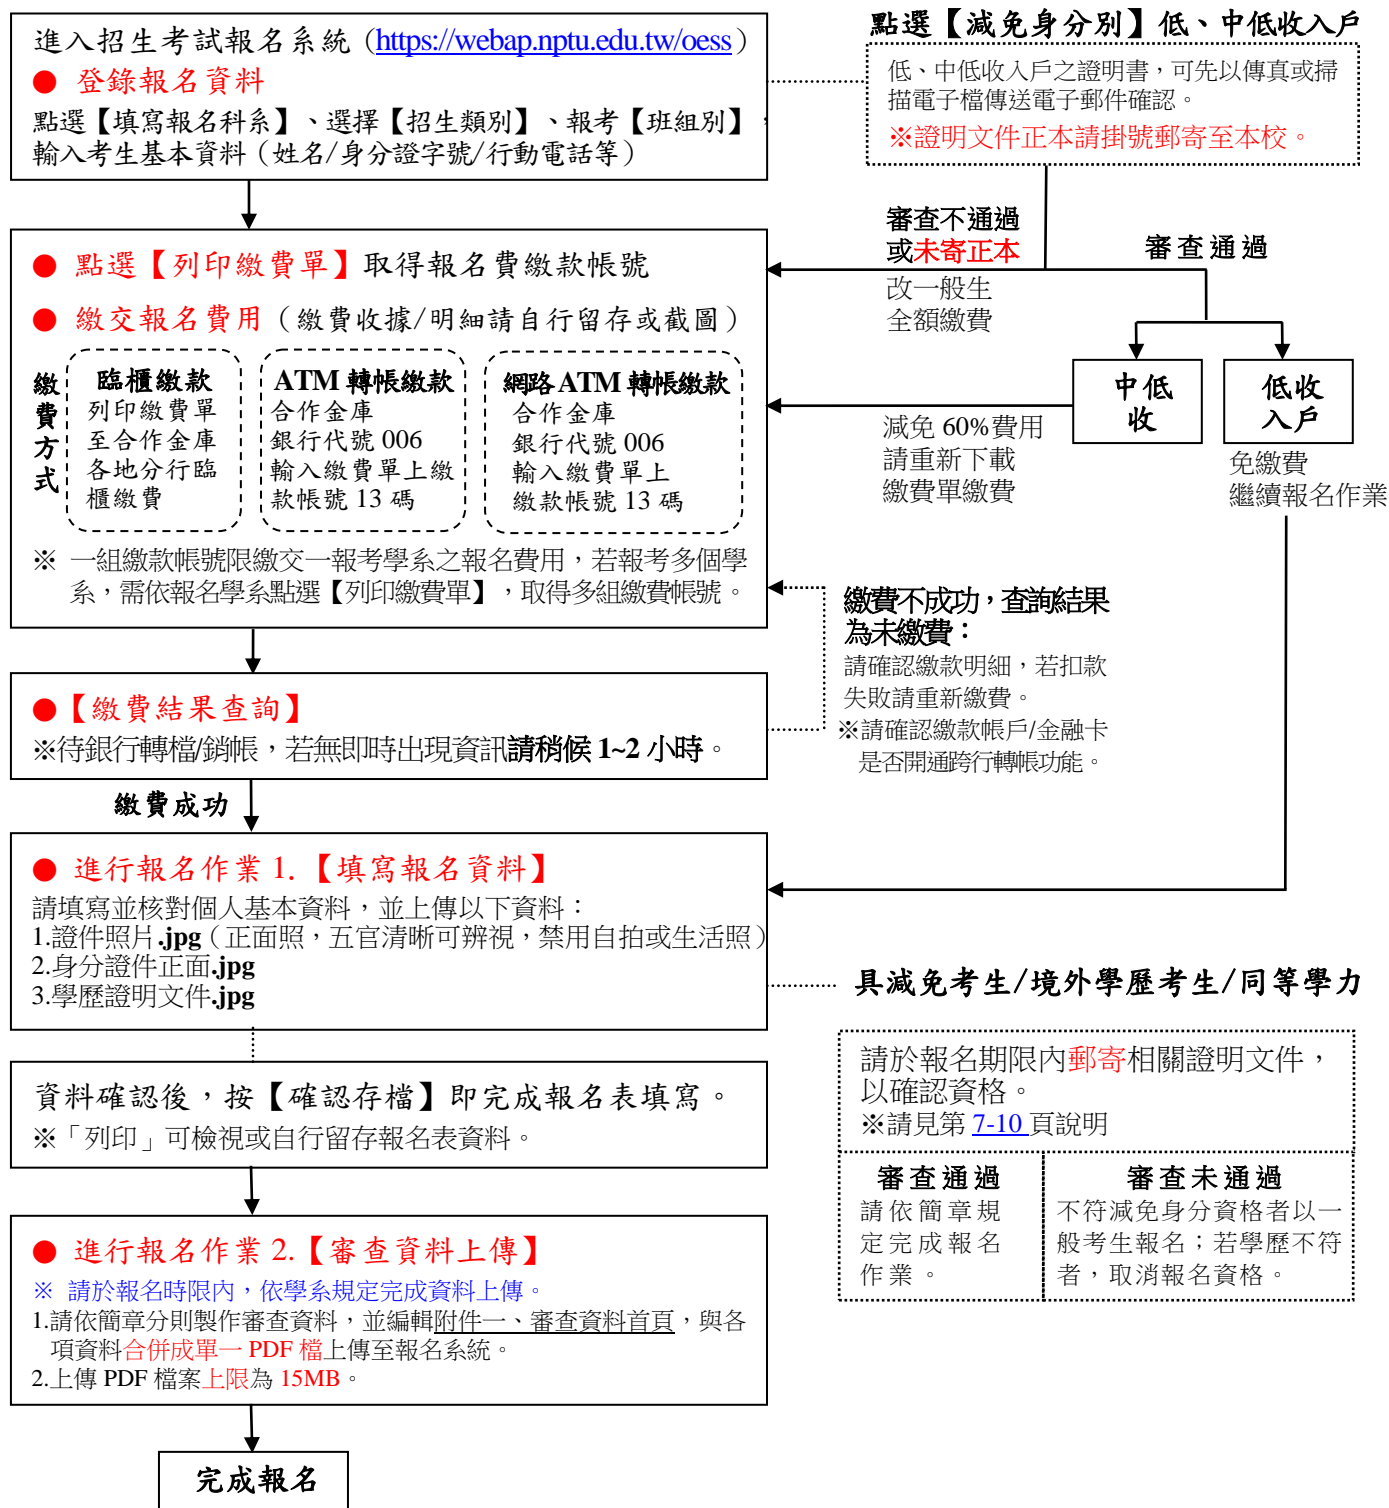 進入招生考試報名系統（https://webap.nptu.edu.tw/oess）
● 登錄報名資料
點選【填寫報名科系】、選擇【招生類別】、報考【班組別】，
輸入考生基本資料（姓名/身分證字號/行動電話等）
點選【減免身分別】低、中低收入戶
低、中低收入戶之證明書，可先以傳真或掃
描電子檔傳送電子郵件確認。
※證明文件正本請掛號郵寄至本校。
審查不通過
或未寄正本
改一般生
全額繳費
審查通過
● 點選【列印繳費單】取得報名費繳款帳號
● 繳交報名費用（繳費收據/明細請自行留存或截圖）
繳費方式
臨櫃繳款
列印繳費單
至合作金庫
各地分行臨
櫃繳費
ATM 轉帳繳款
合作金庫
銀行代號 006
輸入繳費單上繳
款帳號 13 碼
網路 ATM 轉帳繳款
合作金庫
銀行代號 006
輸入繳費單上
繳款帳號 13 碼
※ 一組繳款帳號限繳交一報考學系之報名費用，若報考多個學
系，需依報名學系點選【列印繳費單】，取得多組繳費帳號。
中低
收
減免 60%費用
請重新下載
繳費單繳費
低收
入戶
免繳費
繼續報名作業
繳費不成功，查詢結果
為未繳費：
請確認繳款明細，若扣款
失敗請重新繳費。
※請確認繳款帳戶/金融卡
是否開通跨行轉帳功能。
●【繳費結果查詢】
※待銀行轉檔/銷帳，若無即時出現資訊請稍候 1~2 小時。
繳費成功
● 進行報名作業 1.【填寫報名資料】
請填寫並核對個人基本資料，並上傳以下資料：
1.證件照片.jpg（正面照，五官清晰可辨視，禁用自拍或生活照）
2.身分證件正面.jpg
3.學歷證明文件.jpg
具減免考生/境外學歷考生/同等學力
請於報名期限內郵寄相關證明文件，
以確認資格。
※請見第 7-10 頁說明
審查通過
請依簡章規
定完成報名
作業。
審查未通過
不符減免身分資格者以一
般考生報名；若學歷不符
者，取消報名資格。
資料確認後，按【確認存檔】即完成報名表填寫。
※「列印」可檢視或自行留存報名表資料。
● 進行報名作業 2.【審查資料上傳】
※ 請於報名時限內，依學系規定完成資料上傳。
1.請依簡章分則製作審查資料，並編輯附件一、審查資料首頁，與各
項資料合併成單一 PDF 檔上傳至報名系統。
2.上傳 PDF 檔案上限為 15MB。
完成報名